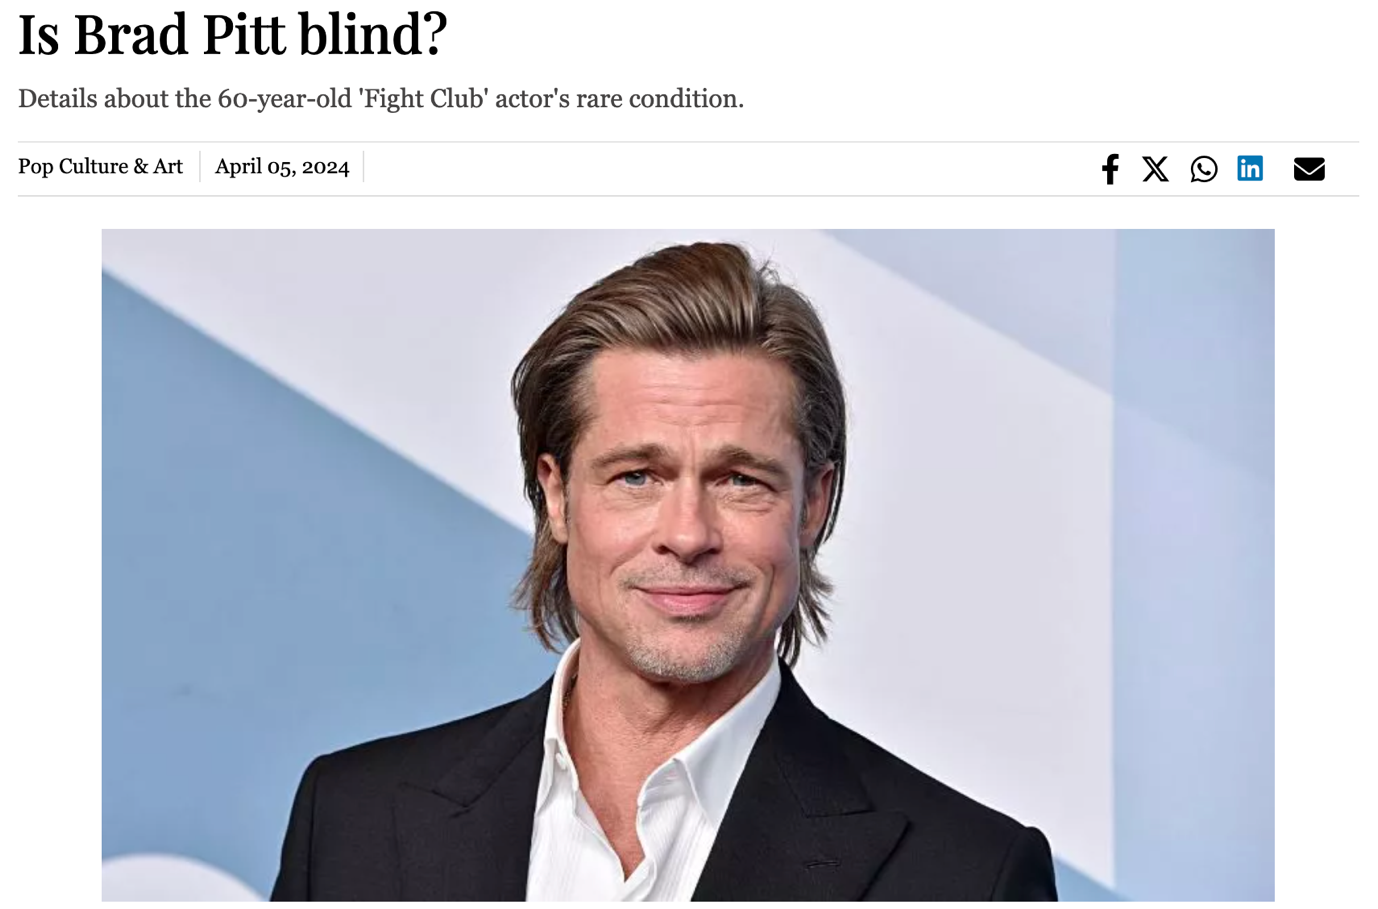 Is Brad Pitt blind?
Details about the 60-year-old 'Fight Club' actor's rare condition.
Pop Culture & Art
April 05, 2024
in